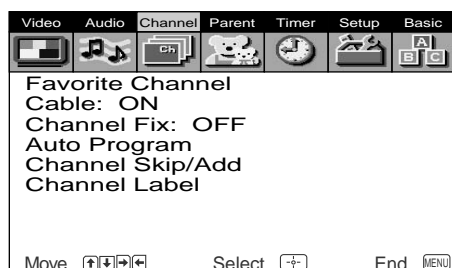 Video Audio Channel Parent Timer Setup Basic
Ch A B C
Favorite Channel
Cable: ON
Channel Fix: OFF
Auto Program
Channel Skip/Add
Channel Label
Move Select End MENU